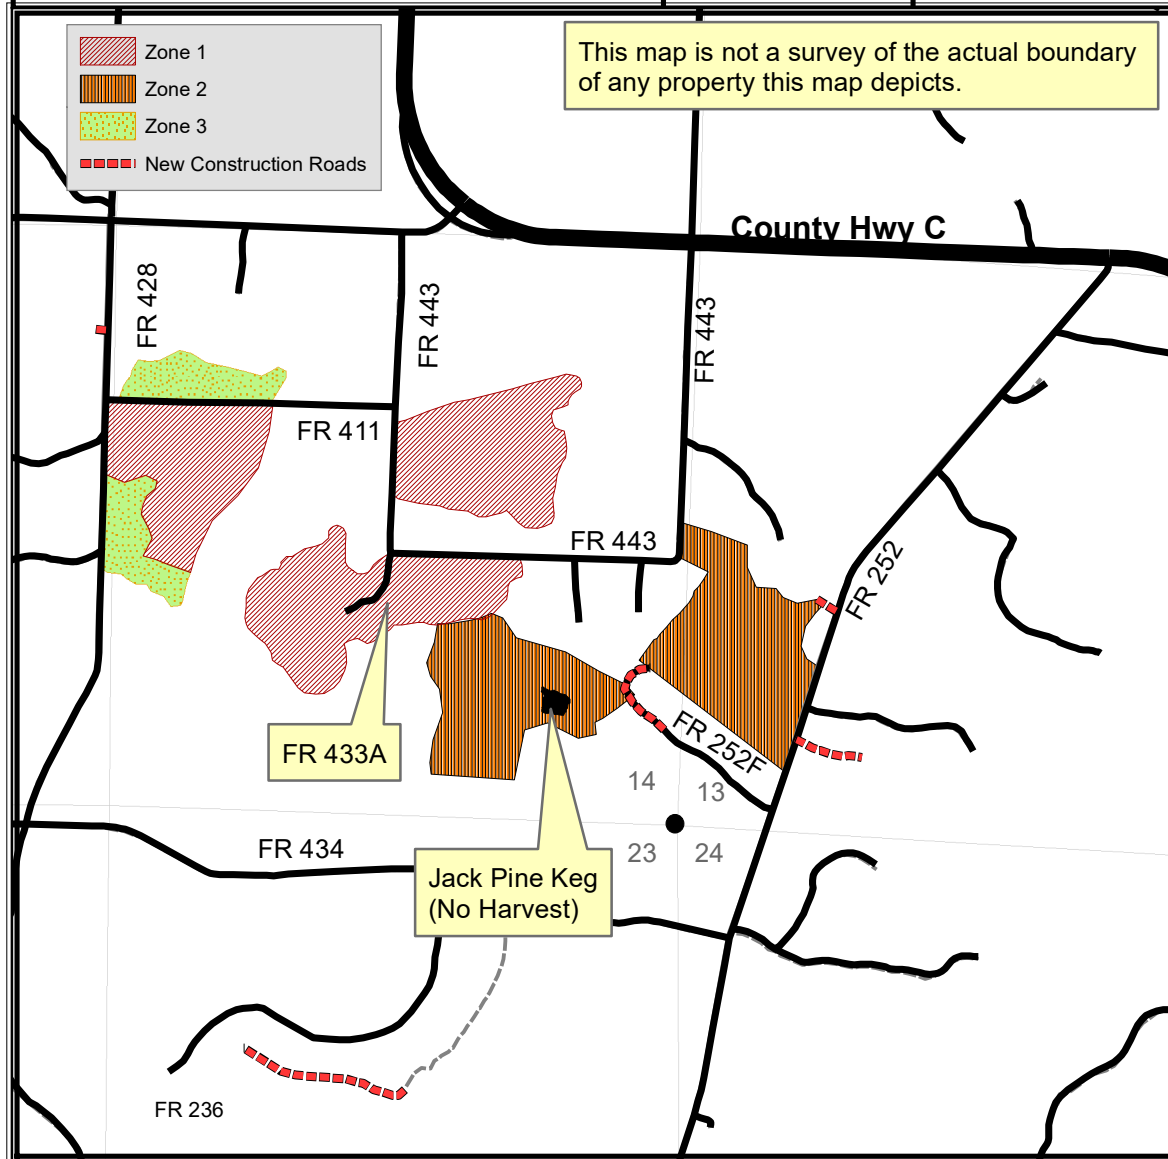 Zone 1
Zone 2
Zone 3
New Construction Roads
This map is not a survey of the actual boundary
of any property this map depicts.
County Hwy C
FR 428
FR 443
FR 443
FR 411
FR 443
FR 252
FR 433A
FR 252F
14
13
23
24
FR 434
Jack Pine Keg
(No Harvest)
FR 236